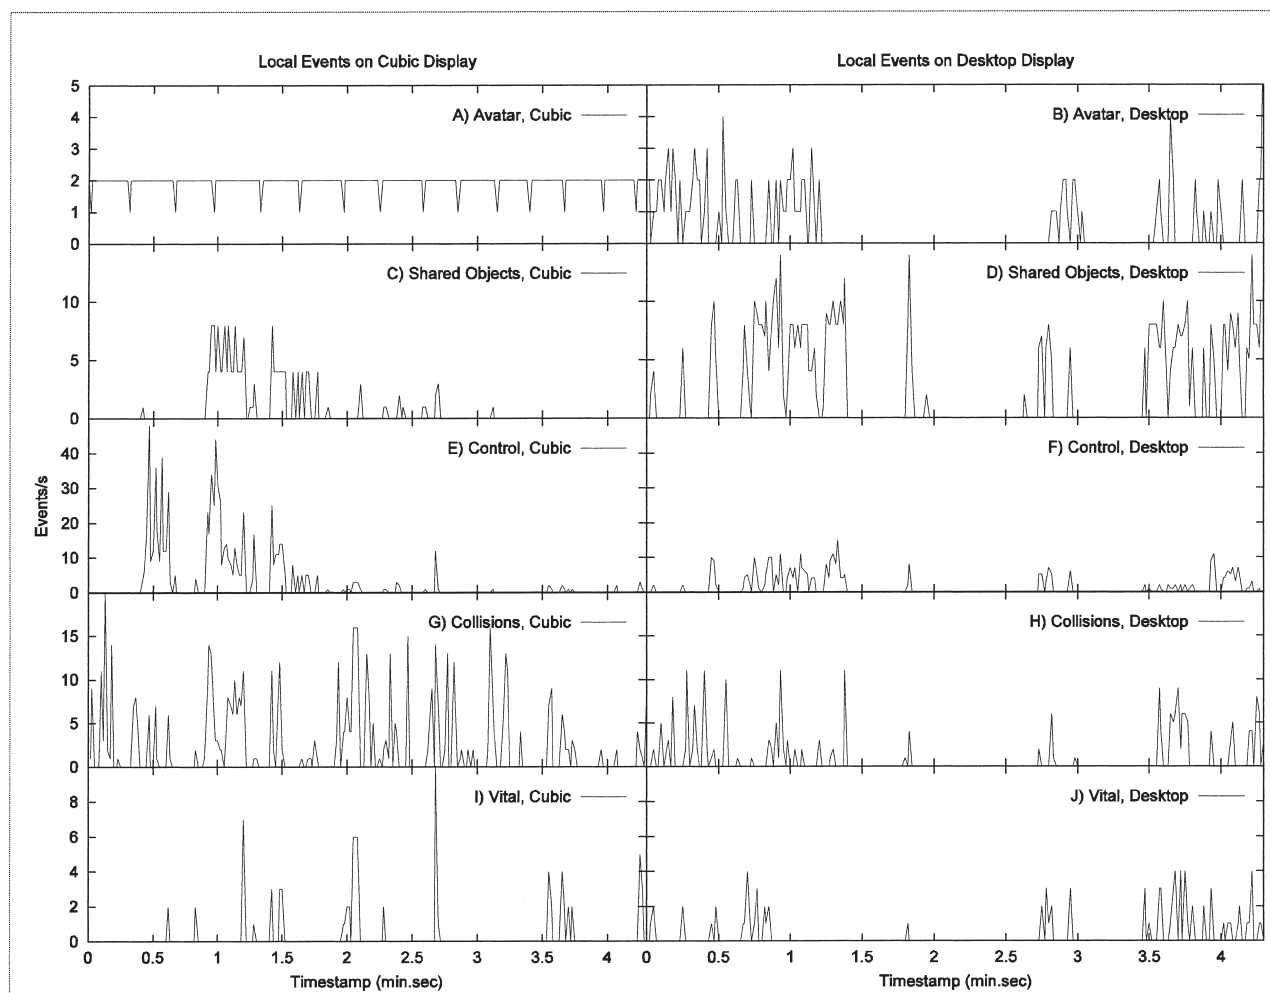 Local Events on Cubic Display
Local Events on Desktop Display
5
4
3
2
1
0
A) Avatar, Cubic
B) Avatar, Desktop
10
5
0
C) Shared Objects, Cubic
D) Shared Objects, Desktop
Events/s
40
30
20
10
0
E) Control, Cubic
F) Control, Desktop
15
10
5
0
G) Collisions, Cubic
H) Collisions, Desktop
8
6
4
2
0
I) Vital, Cubic
J) Vital, Desktop
0 0.5 1 1.5 2 2.5 3 3.5 4
0 0.5 1 1.5 2 2.5 3 3.5 4
Timestamp (min.sec)
Timestamp (min.sec)